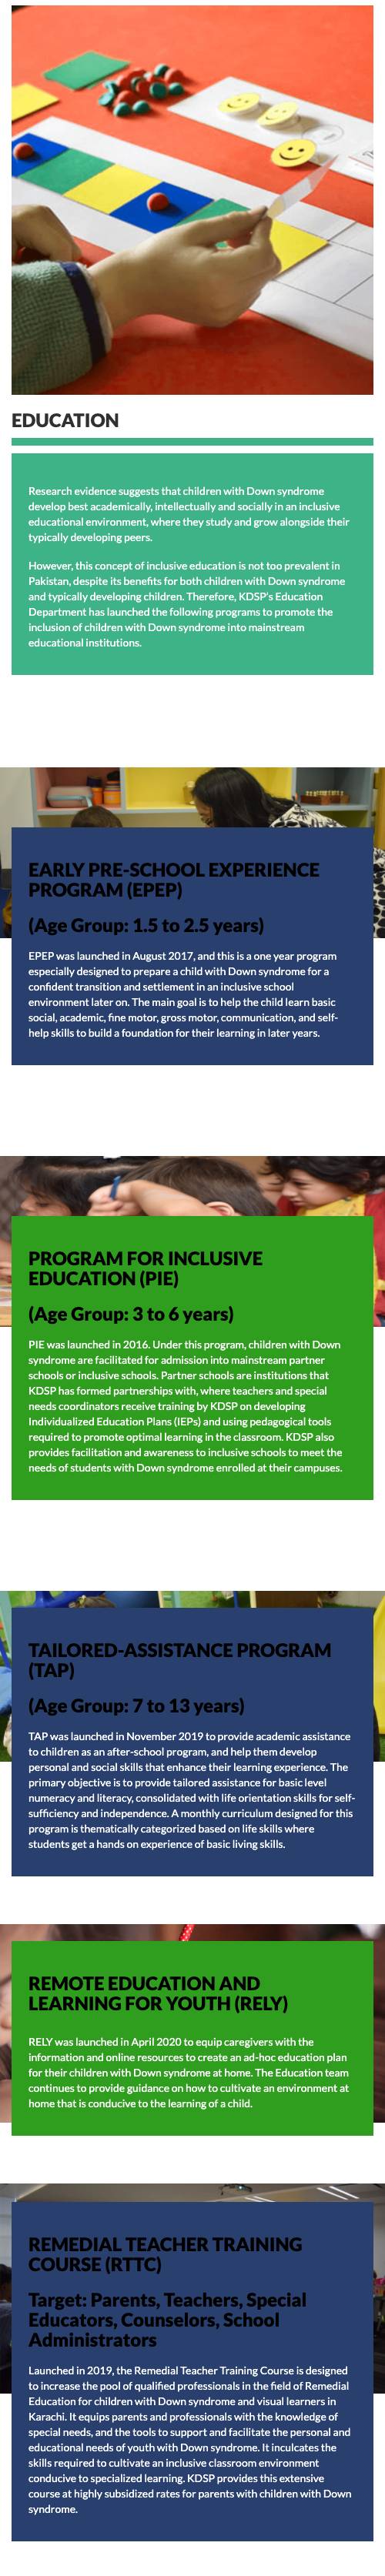 EDUCATION
Research evidence suggests that children with Down syndrome
develop best academically, intellectually and socially in an inclusive
educational environment, where they study and grow alongside their
typically developing peers.
However, this concept of inclusive education is not too prevalent in
Pakistan, despite its benefits for both children with Down syndrome
and typically developing children. Therefore, KDSP's Education
Department has launched the following programs to promote the
inclusion of children with Down syndrome into mainstream
educational institutions.
EARLY PRE-SCHOOL EXPERIENCE
PROGRAM (EPEP)
(Age Group: 1.5 to 2.5 years)
EPEP was launched in August 2017, and this is a one year program
especially designed to prepare a child with Down syndrome for a
confident transition and settlement in an inclusive school
environment later on. The main goal is to help the child learn basic
social, academic, fine motor, gross motor, communication, and self-
help skills to build a foundation for their learning in later years.
PROGRAM FOR INCLUSIVE
EDUCATION (PIE)
(Age Group: 3 to 6 years)
PIE was launched in 2016. Under this program, children with Down
syndrome are facilitated for admission into mainstream partner
schools or inclusive schools. Partner schools are institutions that
KDSP has formed partnerships with, where teachers and special
needs coordinators receive training by KDSP on developing
Individualized Education Plans (IEPs) and using pedagogical tools
required to promote optimal learning in the classroom. KDSP also
provides facilitation and awareness to inclusive schools to meet the
needs of students with Down syndrome enrolled at their campuses.
TAILORED-ASSISTANCE PROGRAM
(TAP)
(Age Group: 7 to 13 years)
TAP was launched in November 2019 to provide academic assistance
to children as an after-school program, and help them develop
personal and social skills that enhance their learning experience. The
primary objective is to provide tailored assistance for basic level
numeracy and literacy, consolidated with life orientation skills for self-
sufficiency and independence. A monthly curriculum designed for this
program is thematically categorized based on life skills where
students get a hands on experience of basic living skills.
REMOTE EDUCATION AND
LEARNING FOR YOUTH (RELY)
RELY was launched in April 2020 to equip caregivers with the
information and online resources to create an ad-hoc education plan
for their children with Down syndrome at home. The Education team
continues to provide guidance on how to cultivate an environment at
home that is conducive to the learning of a child.
REMEDIAL TEACHER TRAINING
COURSE (RTTC)
Target: Parents, Teachers, Special
Educators, Counselors, School
Administrators
Launched in 2019, the Remedial Teacher Training Course is designed
to increase the pool of qualified professionals in the field of Remedial
Education for children with Down syndrome and visual learners in
Karachi. It equips parents and professionals with the knowledge of
special needs, and the tools to support and facilitate the personal and
educational needs of youth with Down syndrome. It inculcates the
skills required to cultivate an inclusive classroom environment
conducive to specialized learning. KDSP provides this extensive
course at highly subsidized rates for parents with children with Down
syndrome.